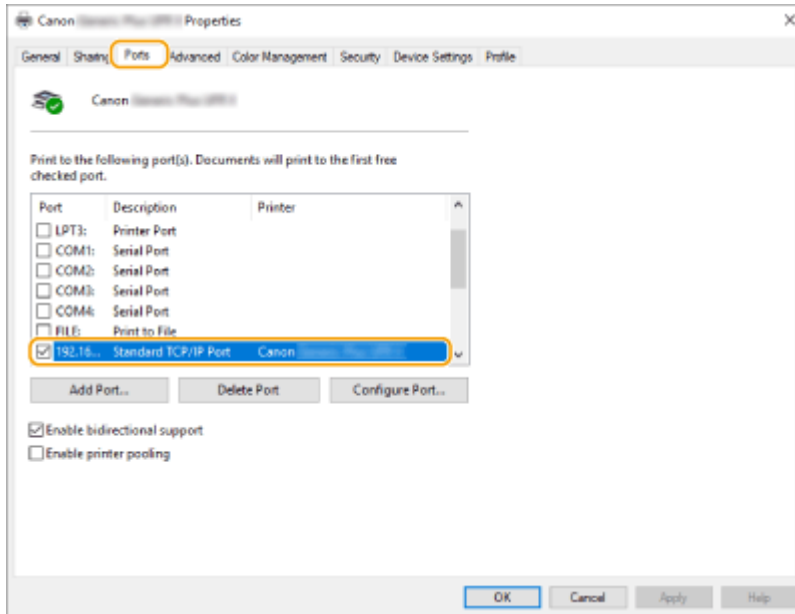 Canon Properties
General Sharing Ports Advanced Color Management Security Device Settings Profile
Canon
Print to the following port(s). Documents will print to the first free
checked port.
Port Description Printer
LPT3: Printer Port
COM1: Serial Port
COM2: Serial Port
COM3: Serial Port
COM4: Serial Port
FILE: Print to File
192.16... Standard TCP/IP Port Canon
Add Port... Delete Port Configure Port...
Enable bidirectional support
Enable printer pooling
OK Cancel Apply Help